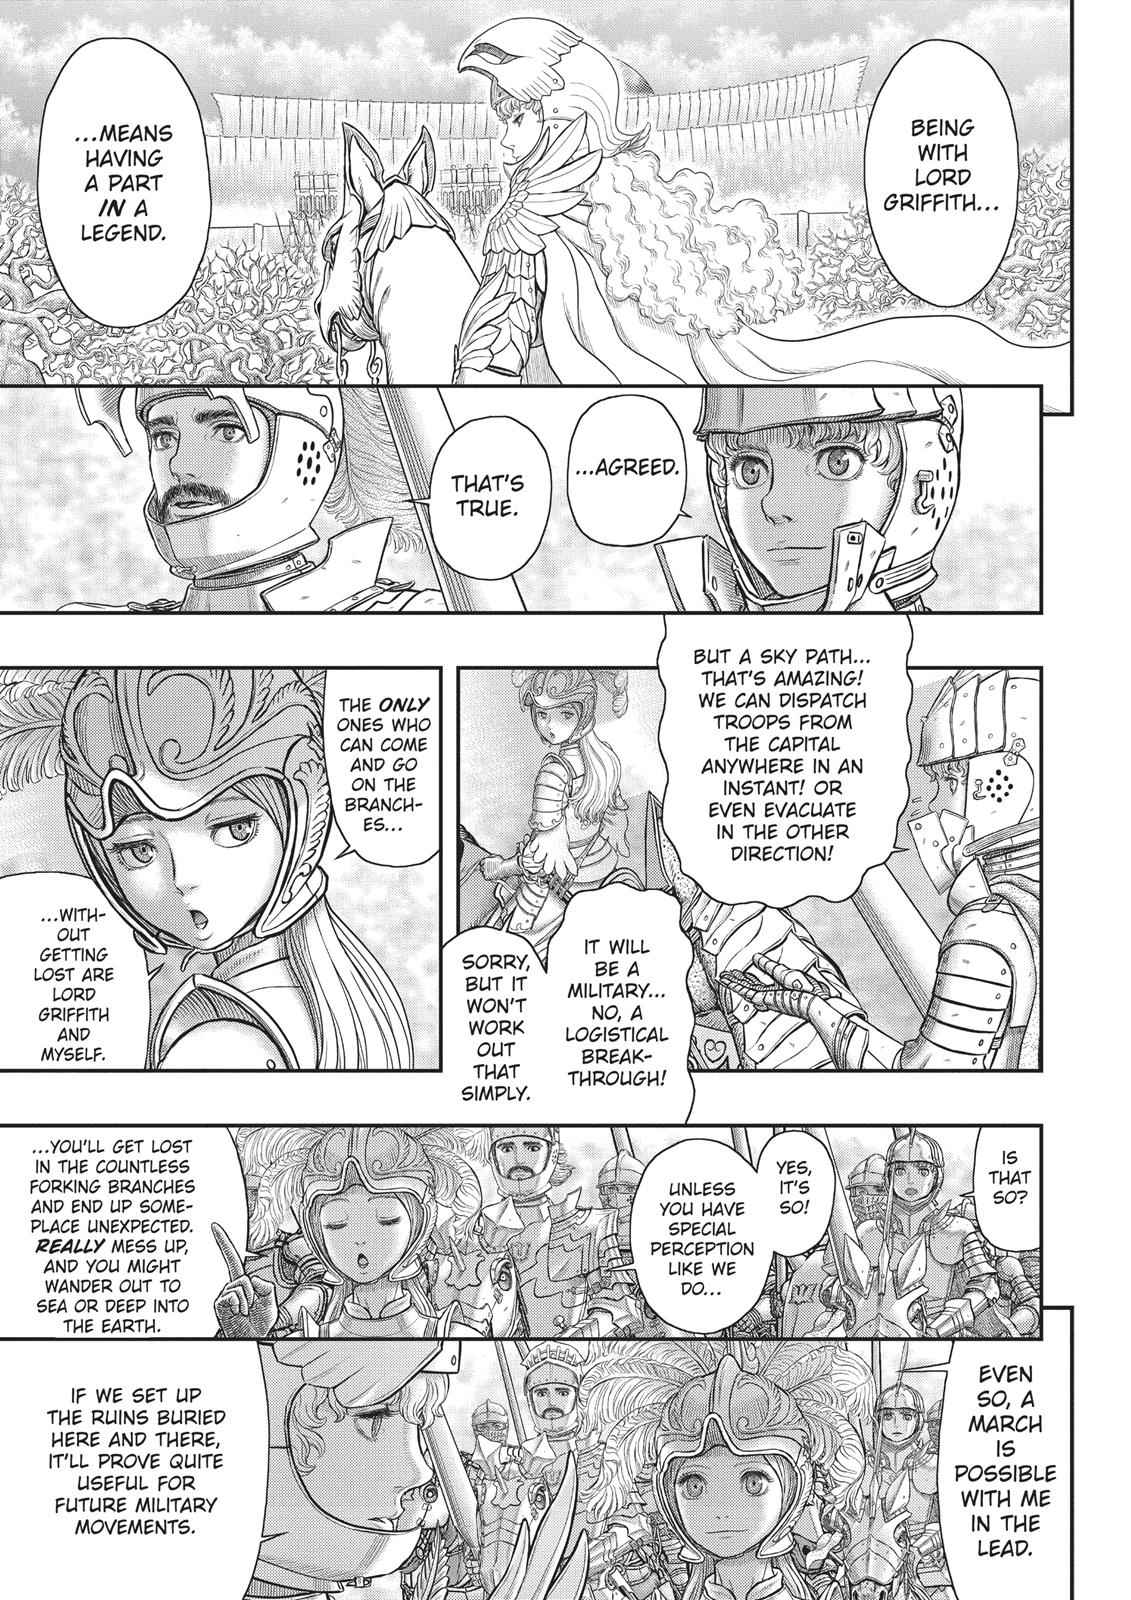 BEING
WITH
LORD
GRIFFITH...
...MEANS
HAVING
A PART
IN A
LEGEND.
...AGREED.
THAT'S
TRUE.
BUT A SKY PATH...
THAT'S AMAZING!
WE CAN DISPATCH
TROOPS FROM
THE CAPITAL
ANYWHERE IN AN
INSTANT! OR
EVEN EVACUATE
IN THE OTHER
DIRECTION!
IT WILL
BE A
MILITARY...
NO, A
LOGISTICAL
BREAK-
THROUGH!
SORRY,
BUT IT
WON'T
WORK
OUT
THAT
SIMPLY.
THE ONLY
ONES WHO
CAN COME
AND GO
ON THE
BRANCH-
ES...
...WITH-
OUT
GETTING
LOST ARE
LORD
GRIFFITH
AND
MYSELF.
IS
THAT
SO?
YES,
IT'S
SO!
UNLESS
YOU HAVE
SPECIAL
PERCEPTION
LIKE WE
DO...
...YOU'LL GET LOST
IN THE COUNTLESS
FORKING BRANCHES
AND END UP SOME-
PLACE UNEXPECTED.
REALLY MESS UP,
AND YOU MIGHT
WANDER OUT TO
SEA OR DEEP INTO
THE EARTH.
EVEN
SO, A
MARCH
IS
POSSIBLE
WITH ME
IN THE
LEAD.
IF WE SET UP
THE RUINS BURIED
HERE AND THERE,
IT'LL PROVE QUITE
USEFUL FOR
FUTURE MILITARY
MOVEMENTS.